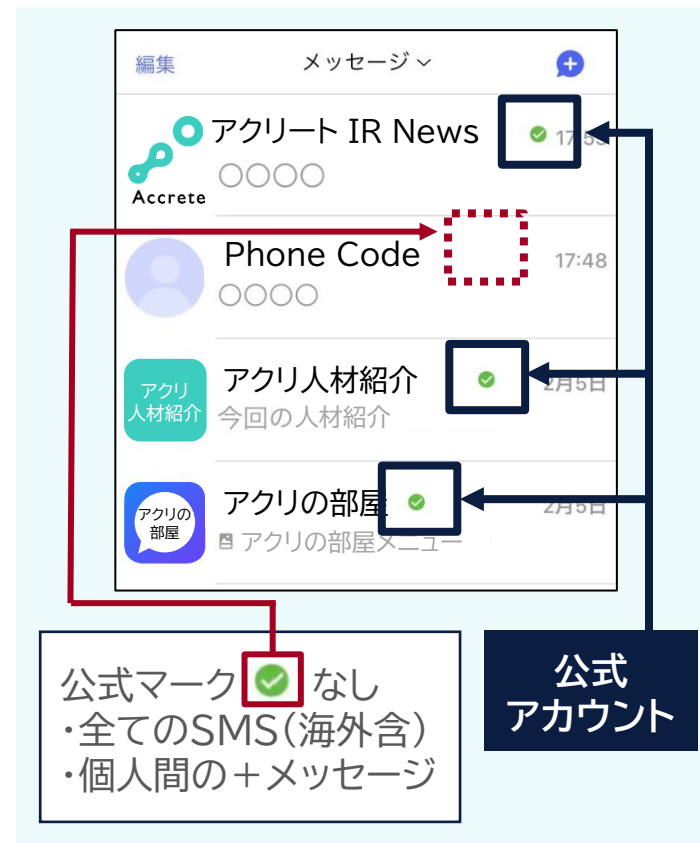 編集
メッセージ
アクリート IR News
17:53
○○○○
Accrete
Phone Code
17:48
○○○○
アクリ
人材紹介
アクリ人材紹介
2月5日
今回の人材紹介
アクリの
部屋
アクリの部屋
2月5日
アクリの部屋メニュー
公式マーク なし
・全てのSMS(海外含)
・個人間の+メッセージ
公式
アカウント